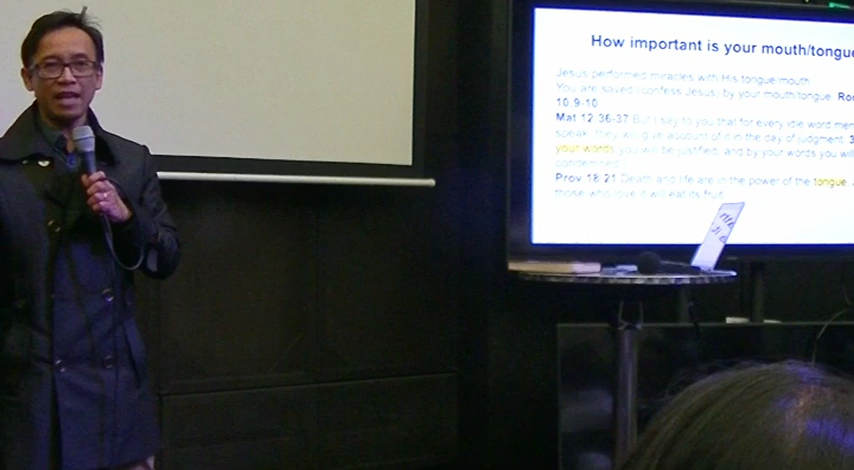 How important is your mouth/tongue
Jesus performed miracles with His tongue/mouth
You are saved (confess Jesus) by your mouth/tongue. Ro
10:9-10
Mat 12:36-37 But I say to you that for every idle word men
speak, they will give account of it in the day of judgment. 3
your words you will be justified, and by your words you will
condemned."
Prov 18:21 Death and life are in the power of the tongue,
those who love it will eat its fruit.